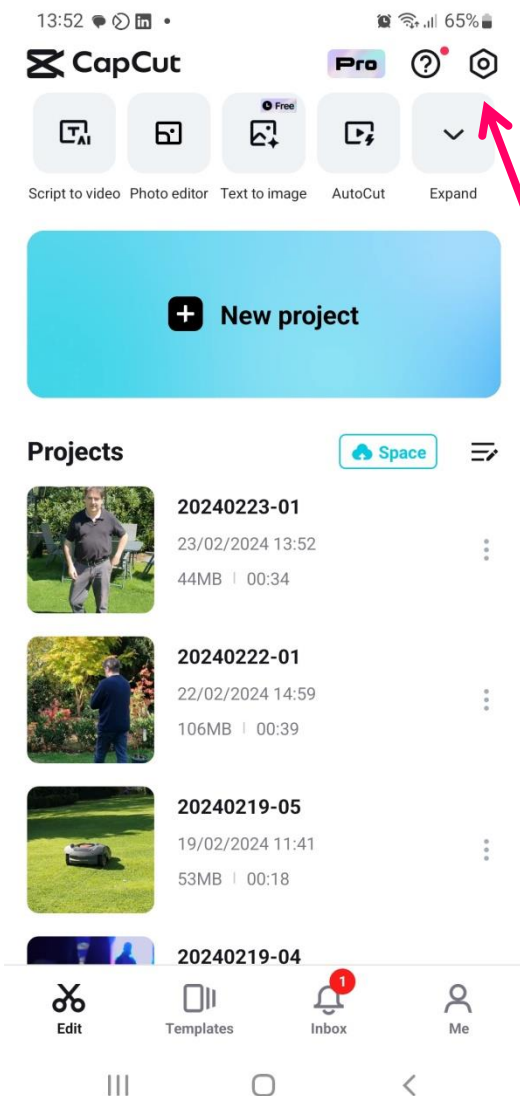 13:52 65%
CapCut Pro
Free
T AI
Script to video Photo editor Text to image AutoCut Expand
New project
Projects Space
20240223-01
23/02/2024 13:52
44MB 00:34
20240222-01
22/02/2024 14:59
106MB 00:39
20240219-05
19/02/2024 11:41
53MB 00:18
20240219-04
1
Edit Templates Inbox Me